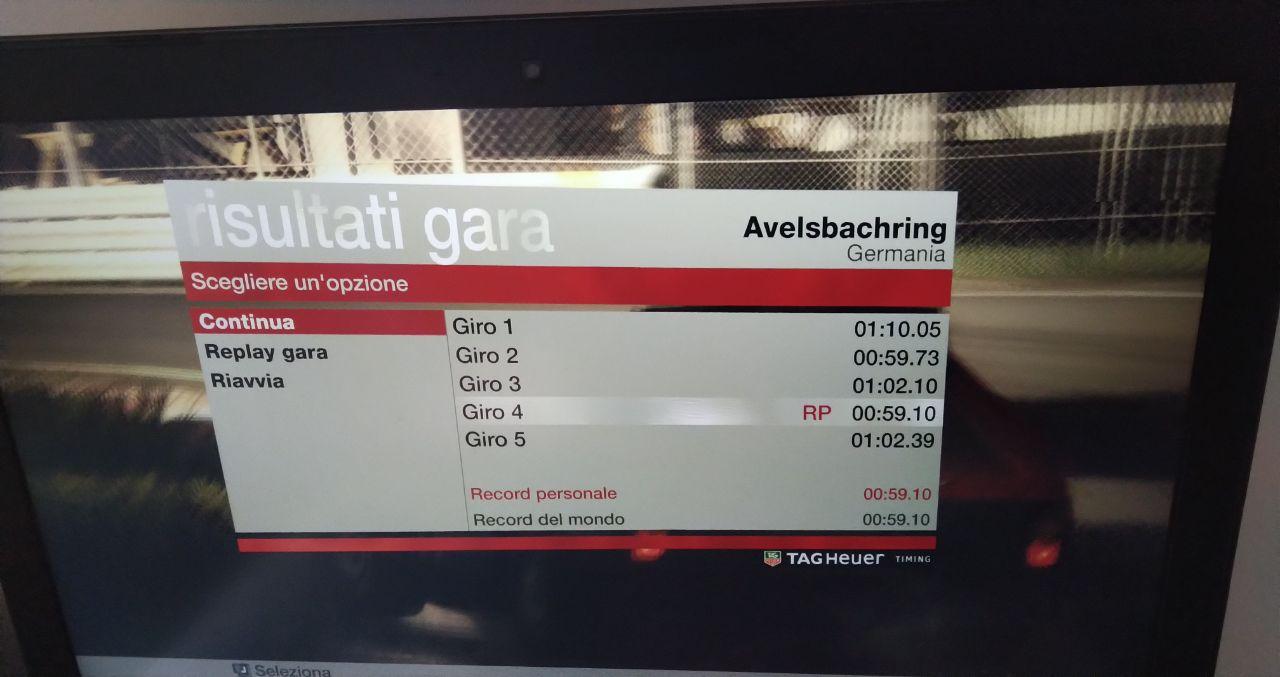 risultati gara
Avelsbachring
Germania
Scegliere un'opzione
Continua
Replay gara
Riavvia
Giro 1 01:10.05
Giro 2 00:59.73
Giro 3 01:02.10
Giro 4 RP 00:59.10
Giro 5 01:02.39
Record personale 00:59.10
Record del mondo 00:59.10
TAG HEUER TAGHeuer TIMING
Seleziona